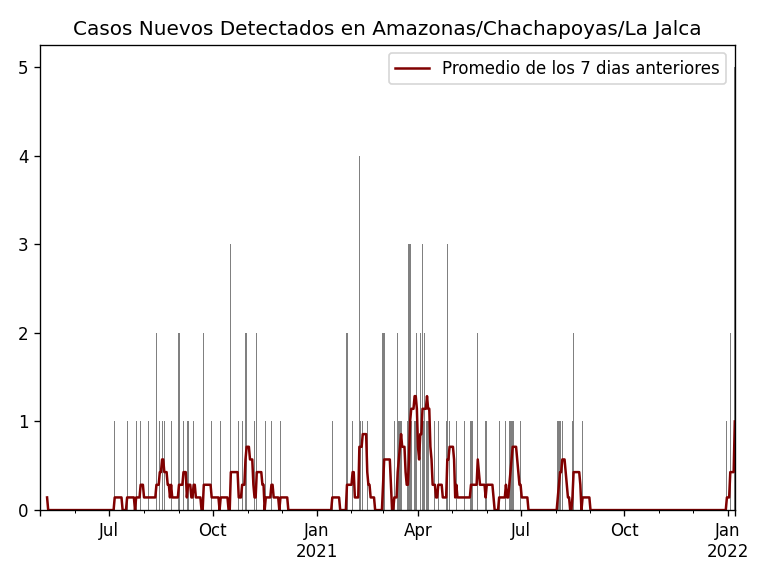 Casos Nuevos Detectados en Amazonas/Chachapoyas/La Jalca
Promedio de los 7 dias anteriores
5
4
3
2
1
0
Jul Oct Jan Apr Jul Oct Jan
2021 2022